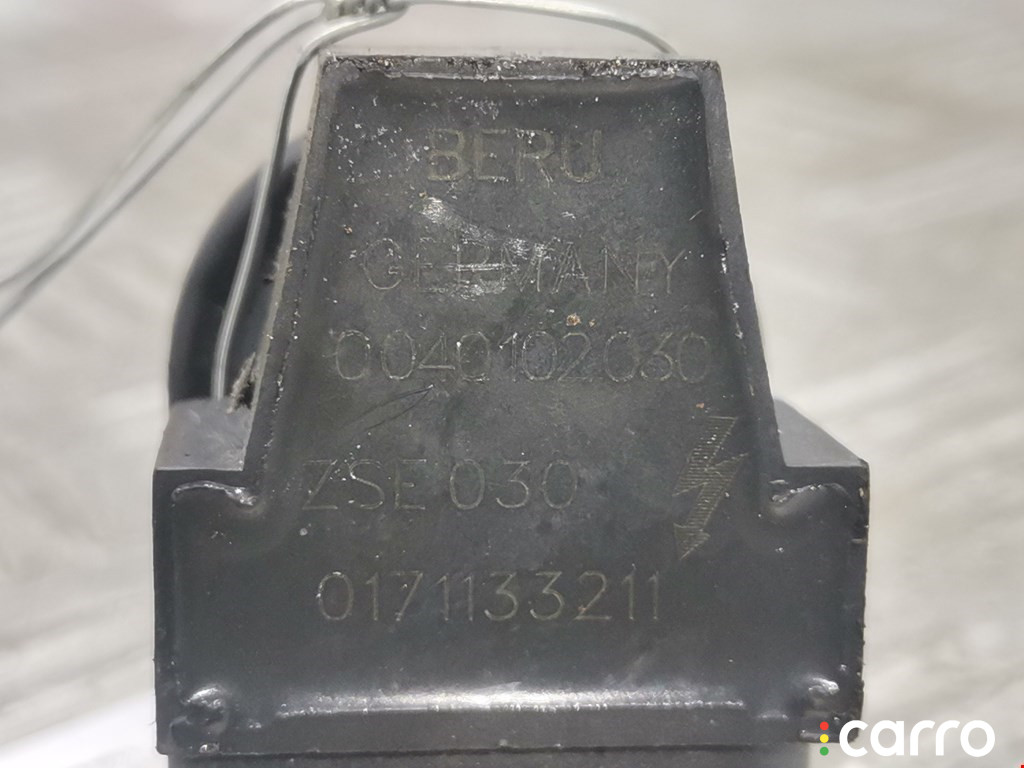 BERU
GERMANY
0040102030
ZSE 030
0171133211
carro